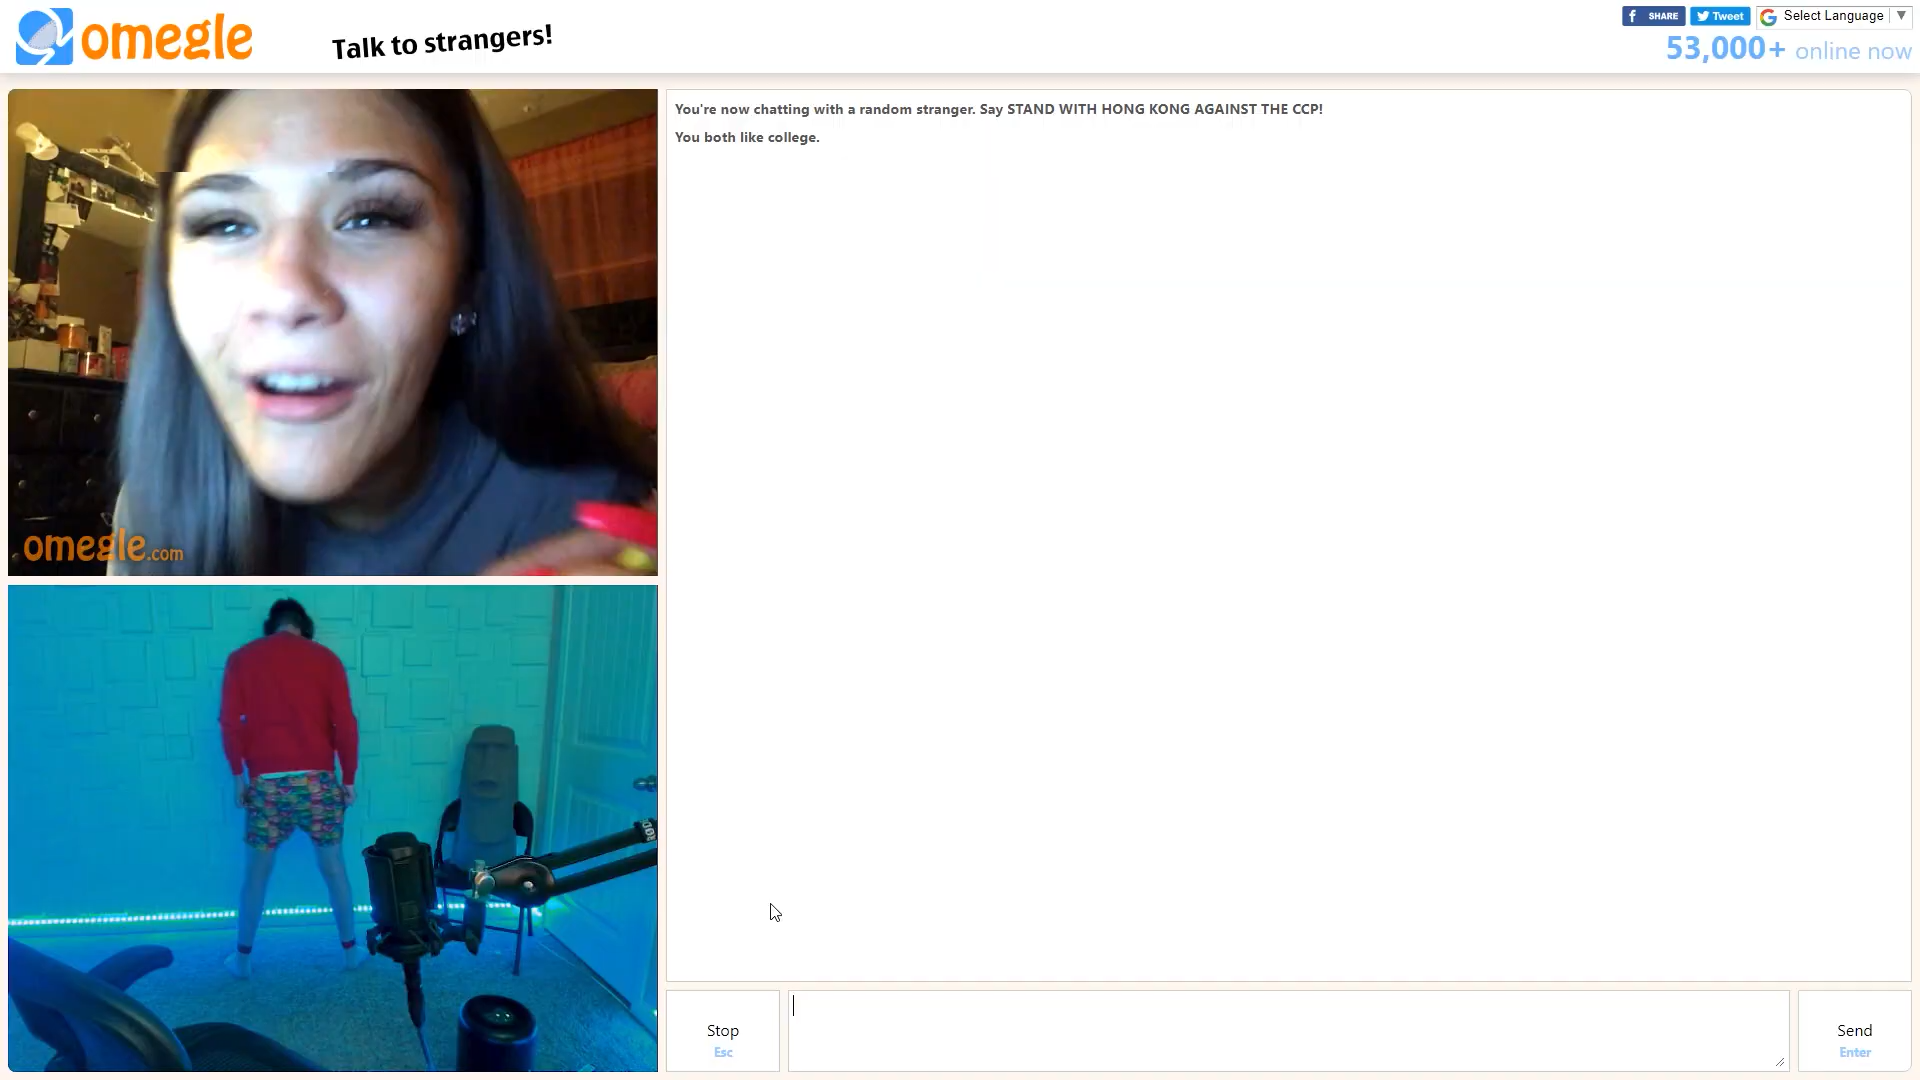 omegle
Talk to strangers!
SHARE
Tweet
Select Language
53,000+ online now
You're now chatting with a random stranger. Say STAND WITH HONG KONG AGAINST THE CCP!
You both like college.
omegle.com
RØDE
Stop
Esc
Send
Enter